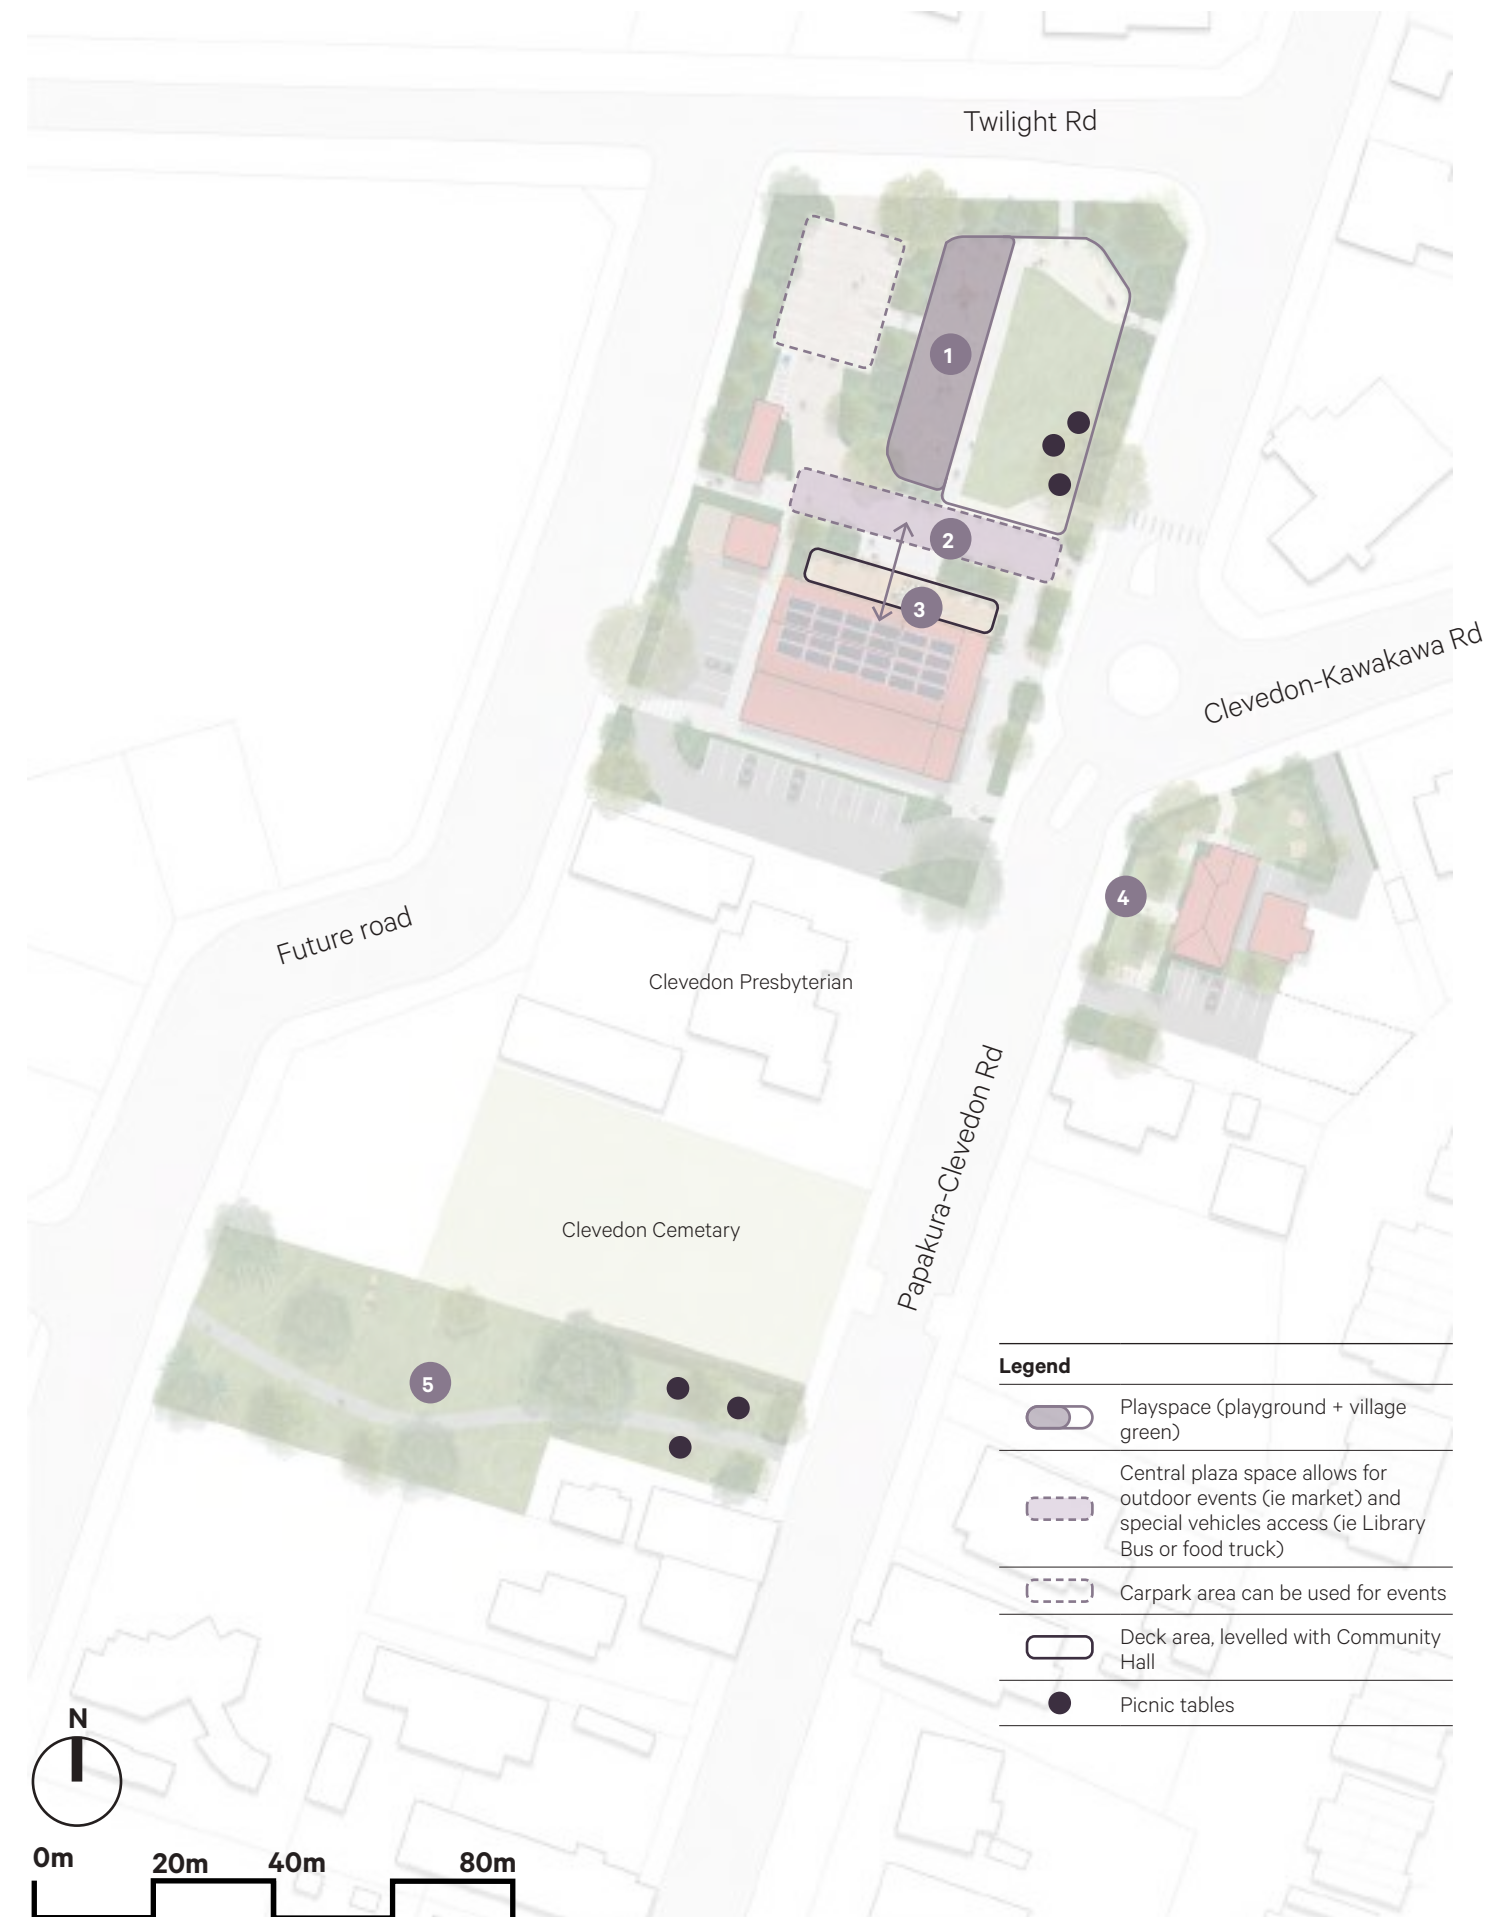 Twilight Rd
1
2
3
Clevedon-Kawakawa Rd
4
Future road
Clevedon Presbyterian
Papakura-Clevedon Rd
Clevedon Cemetary
5
Legend
Playspace (playground + village
green)
Central plaza space allows for
outdoor events (ie market) and
special vehicles access (ie Library
Bus or food truck)
Carpark area can be used for events
Deck area, levelled with Community
Hall
Picnic tables
N
0m 20m 40m 80m